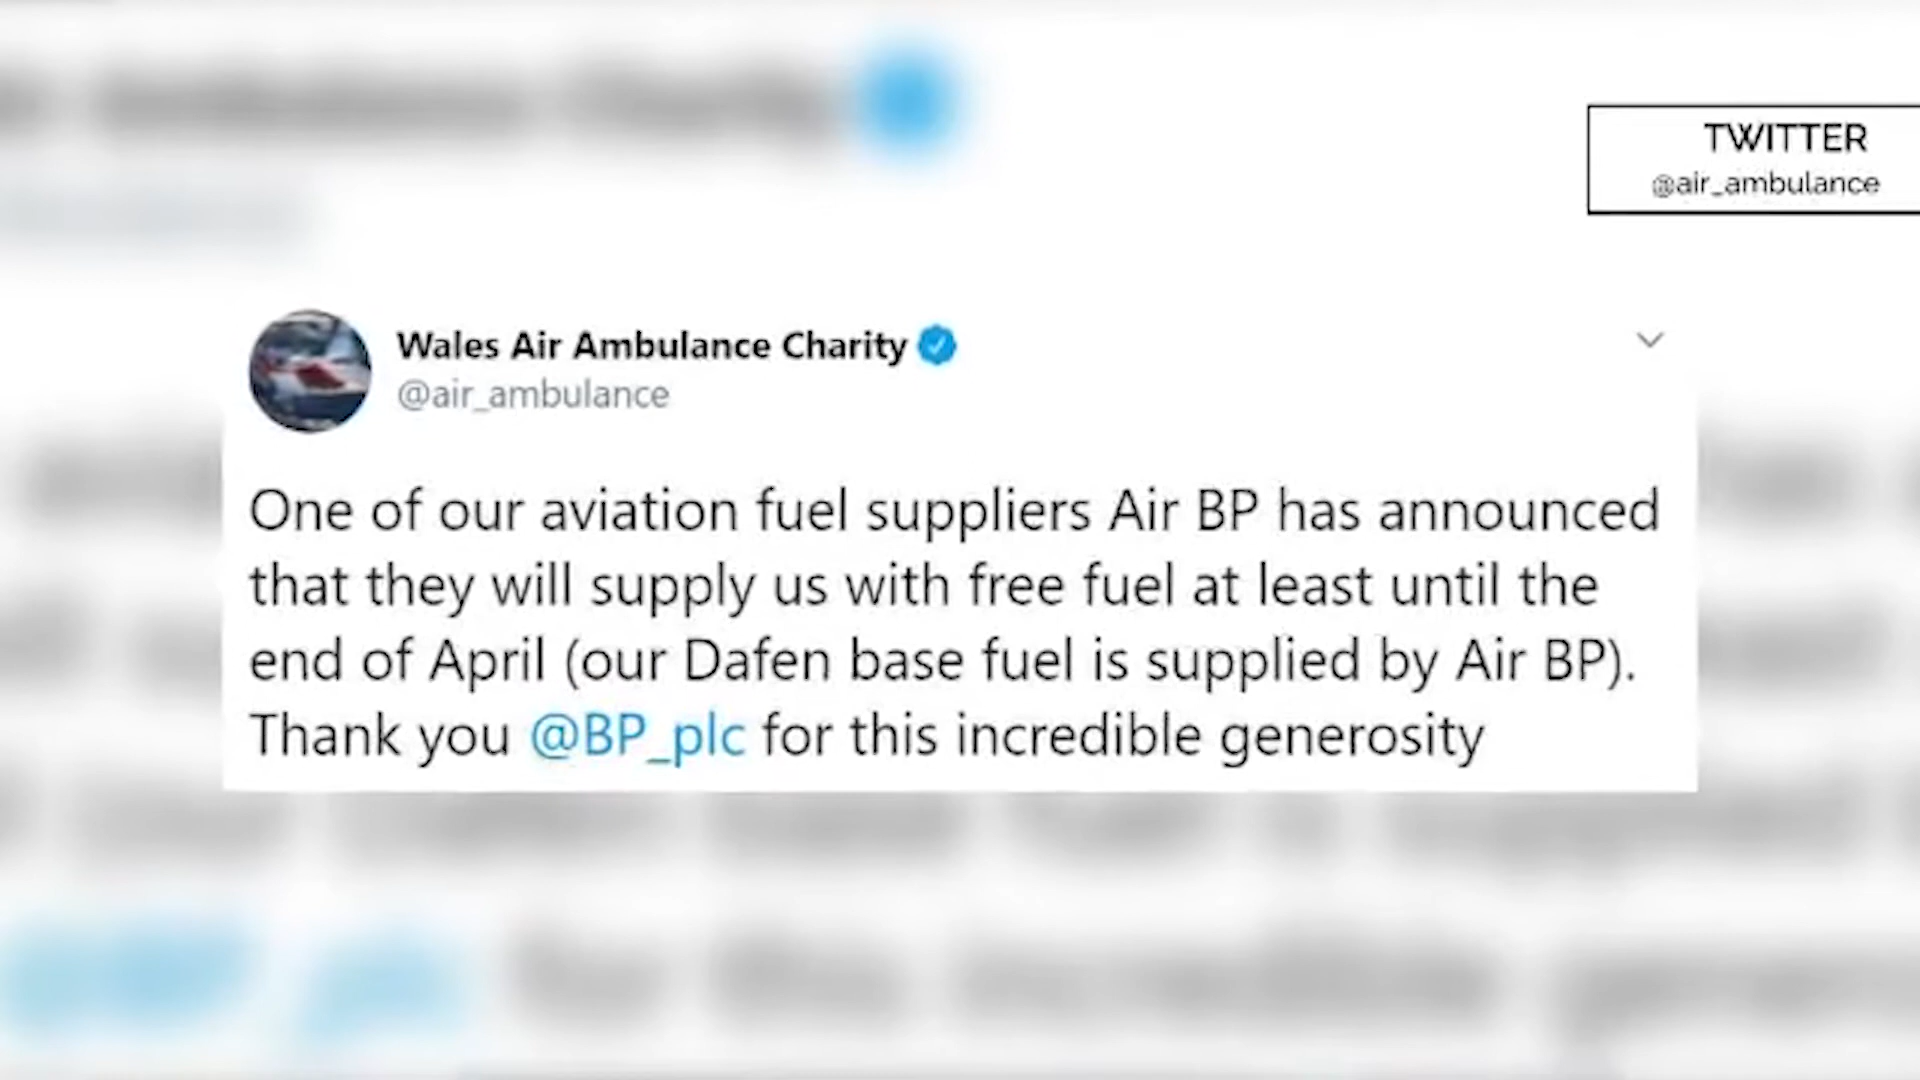 TWITTER
@air_ambulance
Wales Air Ambulance Charity
@air_ambulance
One of our aviation fuel suppliers Air BP has announced
that they will supply us with free fuel at least until the
end of April (our Dafen base fuel is supplied by Air BP).
Thank you @BP_plc for this incredible generosity